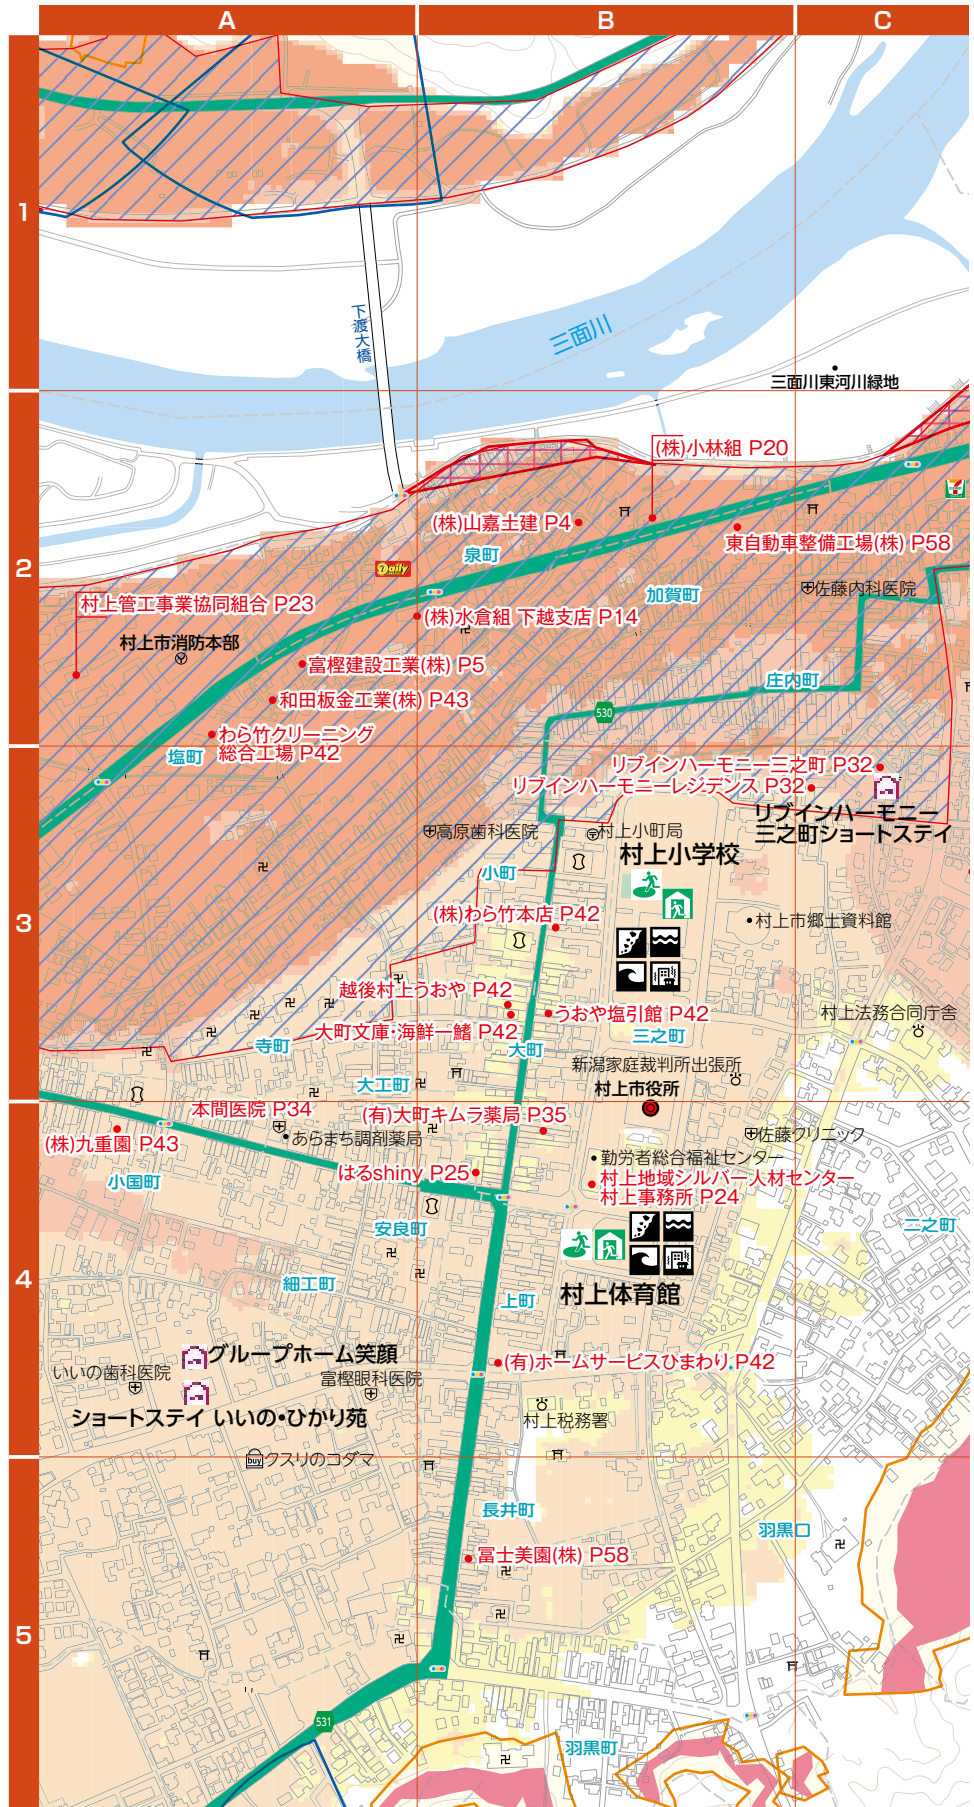 A
B
C
1
下渡大橋
三面川
三面川東河川緑地
2
(株)小林組 P20
(株)山嘉土建 P4
泉町
東自動車整備工場(株) P58
Daily
加賀町
佐藤内科医院
村上管工事業協同組合 P23
(株)水倉組 下越支店 P14
村上市消防本部
富樫建設工業(株) P5
庄内町
和田板金工業(株) P43
530
わら竹クリーニング
総合工場 P42
塩町
リブインハーモニー三之町 P32
リブインハーモニーレジデンス P32
リブインハーモニー
三之町ショートステイ
高原歯科医院
村上小町局
村上小学校
小町
3
(株)わら竹本店 P42
村上市郷土資料館
越後村上うおや P42
うおや塩引館 P42
村上法務合同庁舎
大町文庫・海鮮一鰭 P42
三之町
寺町
大町
新潟家庭裁判所出張所
大工町
村上市役所
本間医院 P34
(有)大町キムラ薬局 P35
(株)九重園 P43
あらまち調剤薬局
佐藤クリニック
勤労者総合福祉センター
はるshiny P25
村上地域シルバー人材センター
村上事務所 P24
小国町
安良町
二之町
4
細工町
上町
村上体育館
グループホーム笑顔
(有)ホームサービスひまわり P42
いいの歯科医院
富樫眼科医院
ショートステイ いいの・ひかり苑
村上税務署
buy
クスリのコダマ
長井町
羽黒口
冨士美園(株) P58
5
531
羽黒町